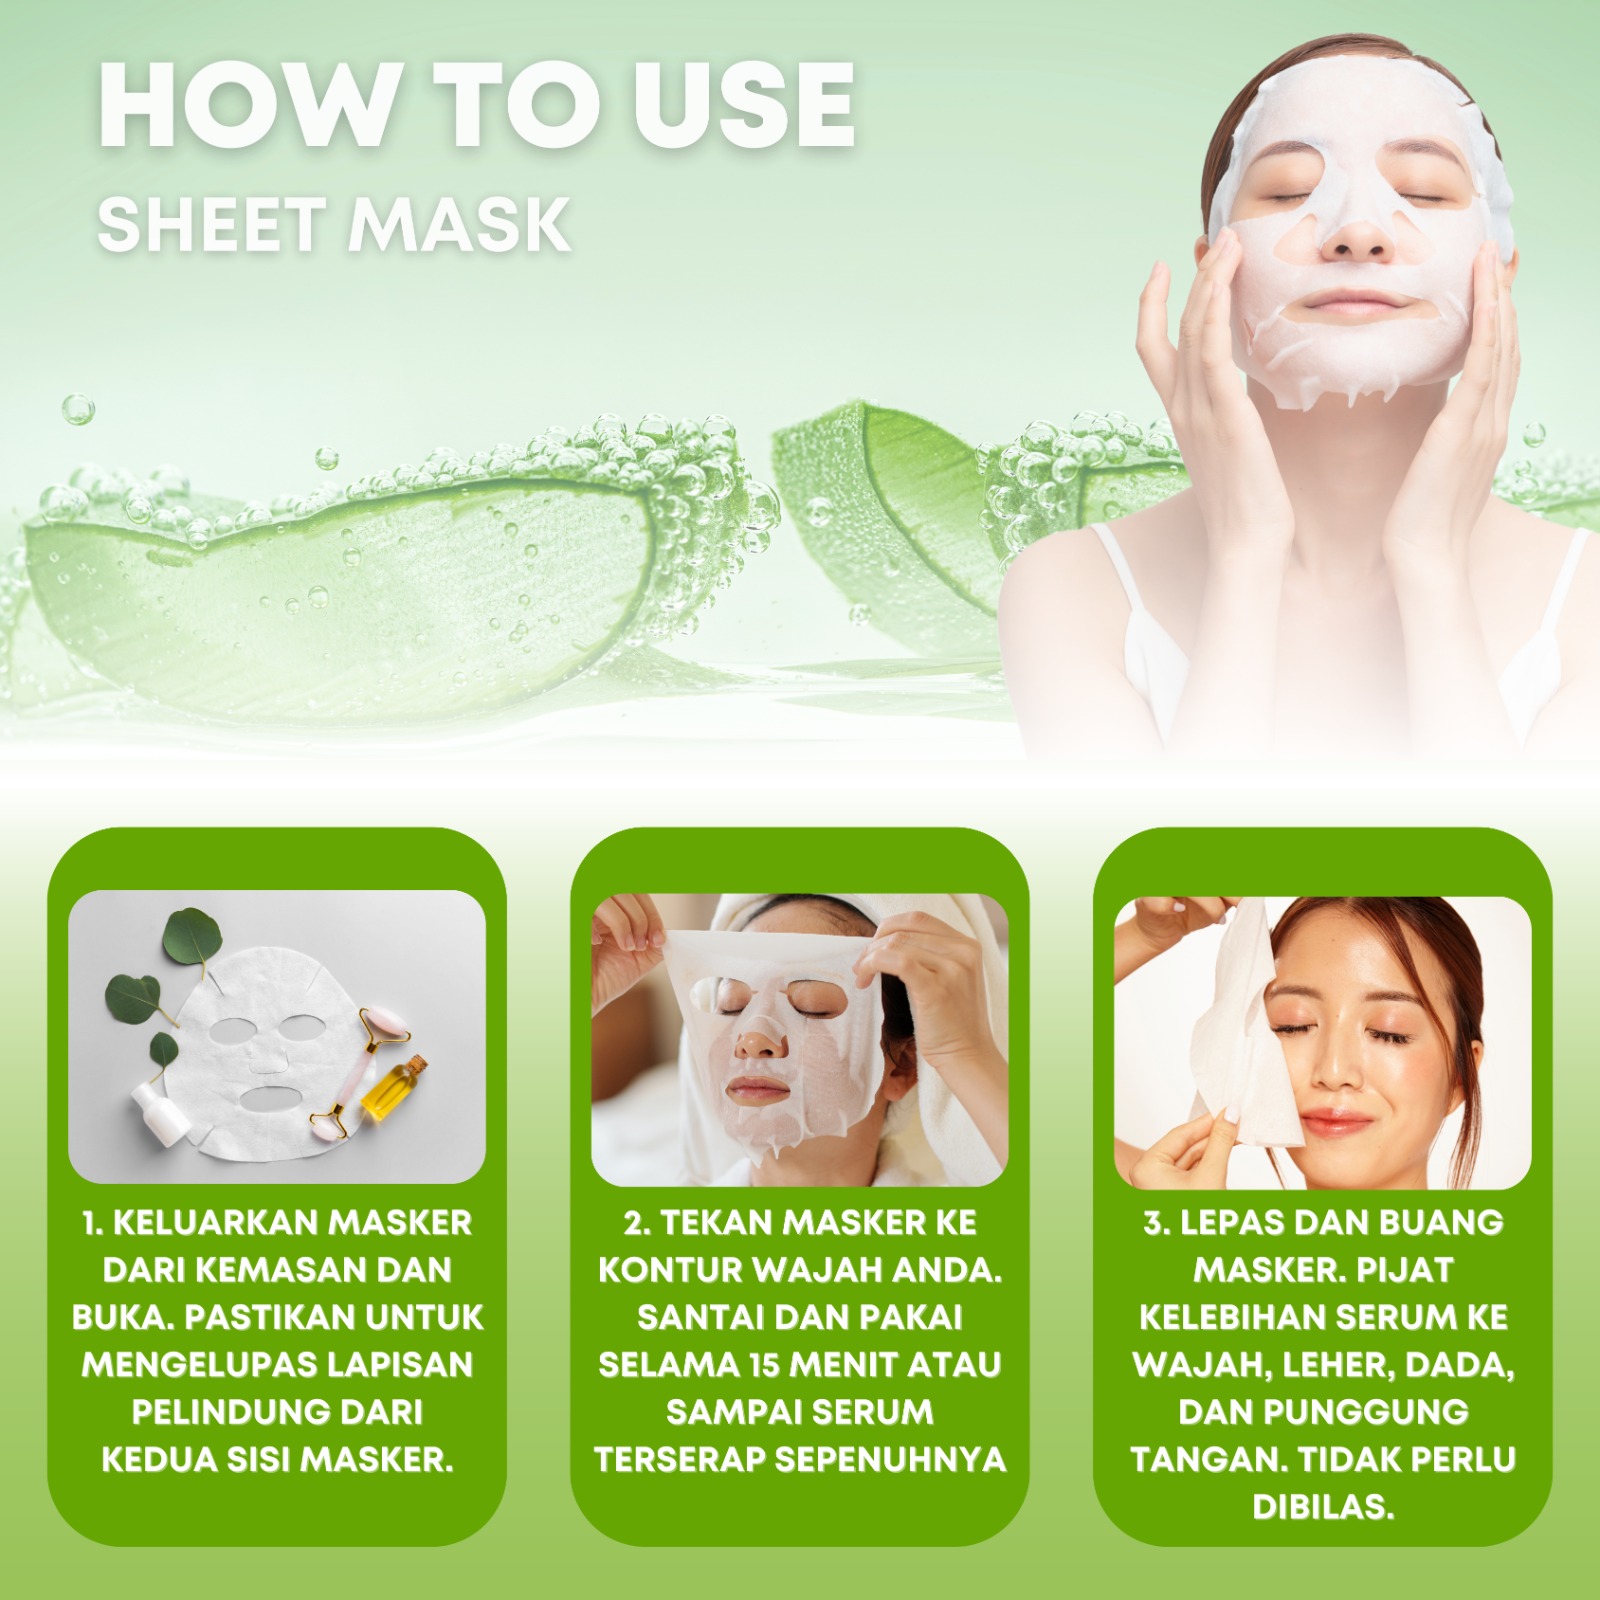 HOW TO USE
SHEET MASK
1. KELUARKAN MASKER
DARI KEMASAN DAN
BUKA. PASTIKAN UNTUK
MENGELUPAS LAPISAN
PELINDUNG DARI
KEDUA SISI MASKER.
2. TEKAN MASKER KE
KONTUR WAJAH ANDA.
SANTAI DAN PAKAI
SELAMA 15 MENIT ATAU
SAMPAI SERUM
TERSERAP SEPENUHNYA
3. LEPAS DAN BUANG
MASKER. PIJAT
KELEBIHAN SERUM KE
WAJAH, LEHER, DADA,
DAN PUNGGUNG
TANGAN. TIDAK PERLU
DIBILAS.